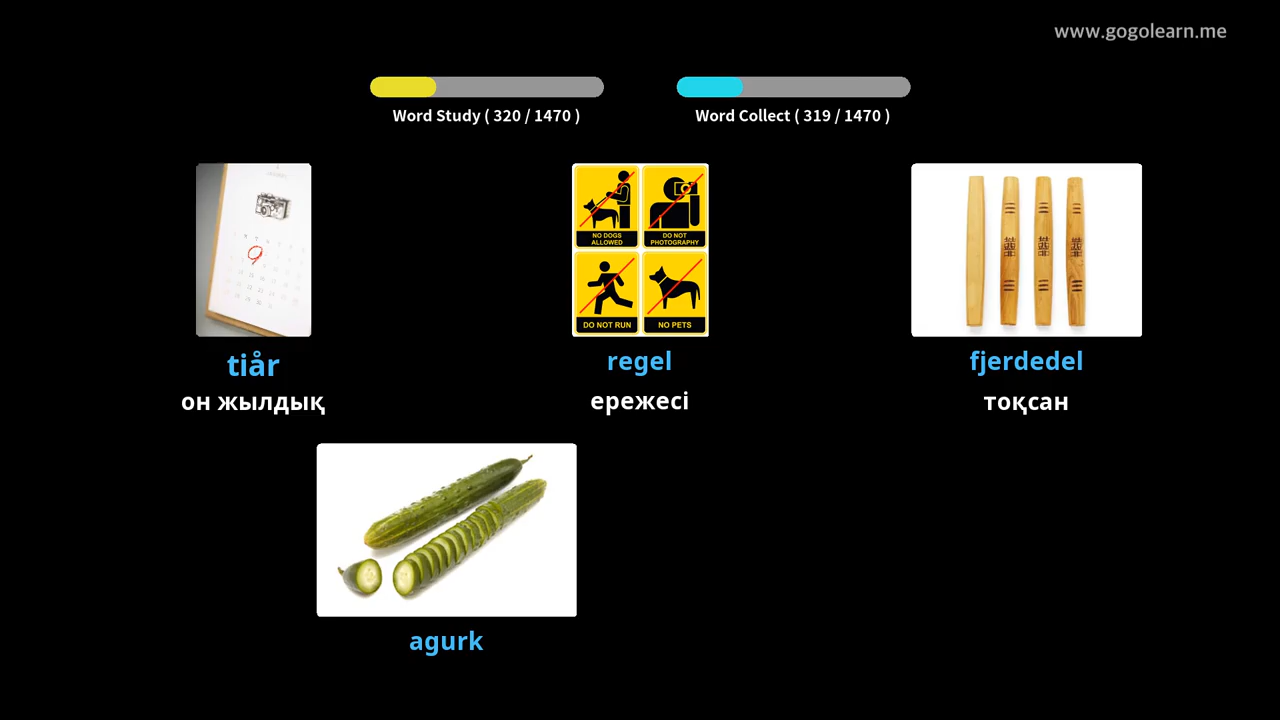 www.gogolearn.me
Word Study ( 320 / 1470 )
Word Collect ( 319 / 1470 )
NO DOGS
ALLOWED
DO NOT
PHOTOGRAPHY
DO NOT RUN
NO PETS
tiår
regel
fjerdedel
он жылдық
ережесі
тоқсан
agurk